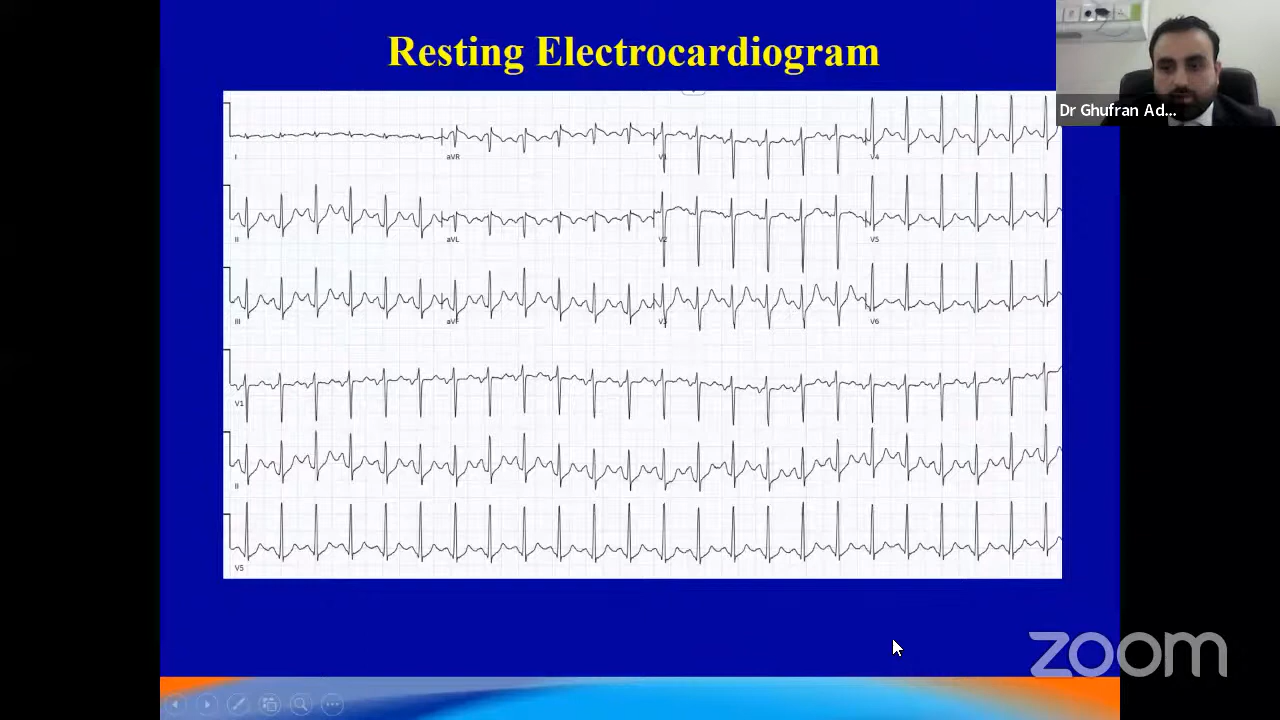 Resting Electrocardiogram
Dr Ghufran Ad...
I
aVR
V1
V4
II
aVL
V2
V5
III
aVF
V3
V6
V1
II
V5
zoom